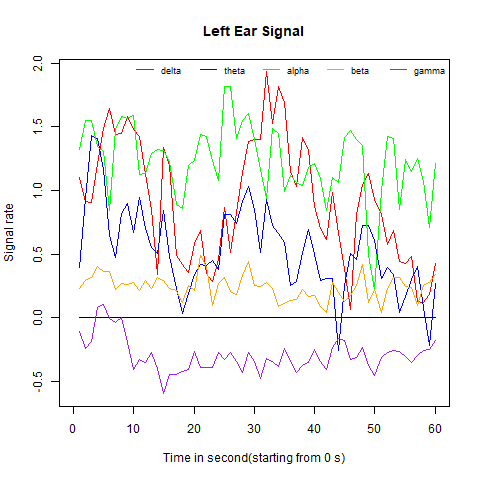 Left Ear Signal
delta theta alpha beta gamma
2.0
1.5
1.0
0.5
0.0
-0.5
Signal rate
0 10 20 30 40 50 60
Time in second(starting from 0 s)